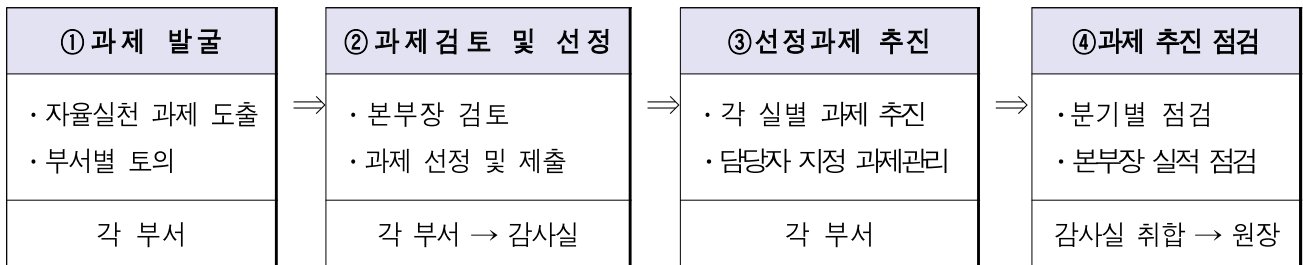 ①과제 발굴
· 자율실천 과제 도출
· 부서별 토의
각 부서
⇒
②과제검토 및 선정
· 본부장 검토
· 과제 선정 및 제출
각 부서 → 감사실
⇒
③선정과제 추진
· 각 실별 과제 추진
· 담당자 지정 과제관리
각 부서
⇒
④과제 추진 점검
· 분기별 점검
· 본부장 실적 점검
감사실 취합 → 원장